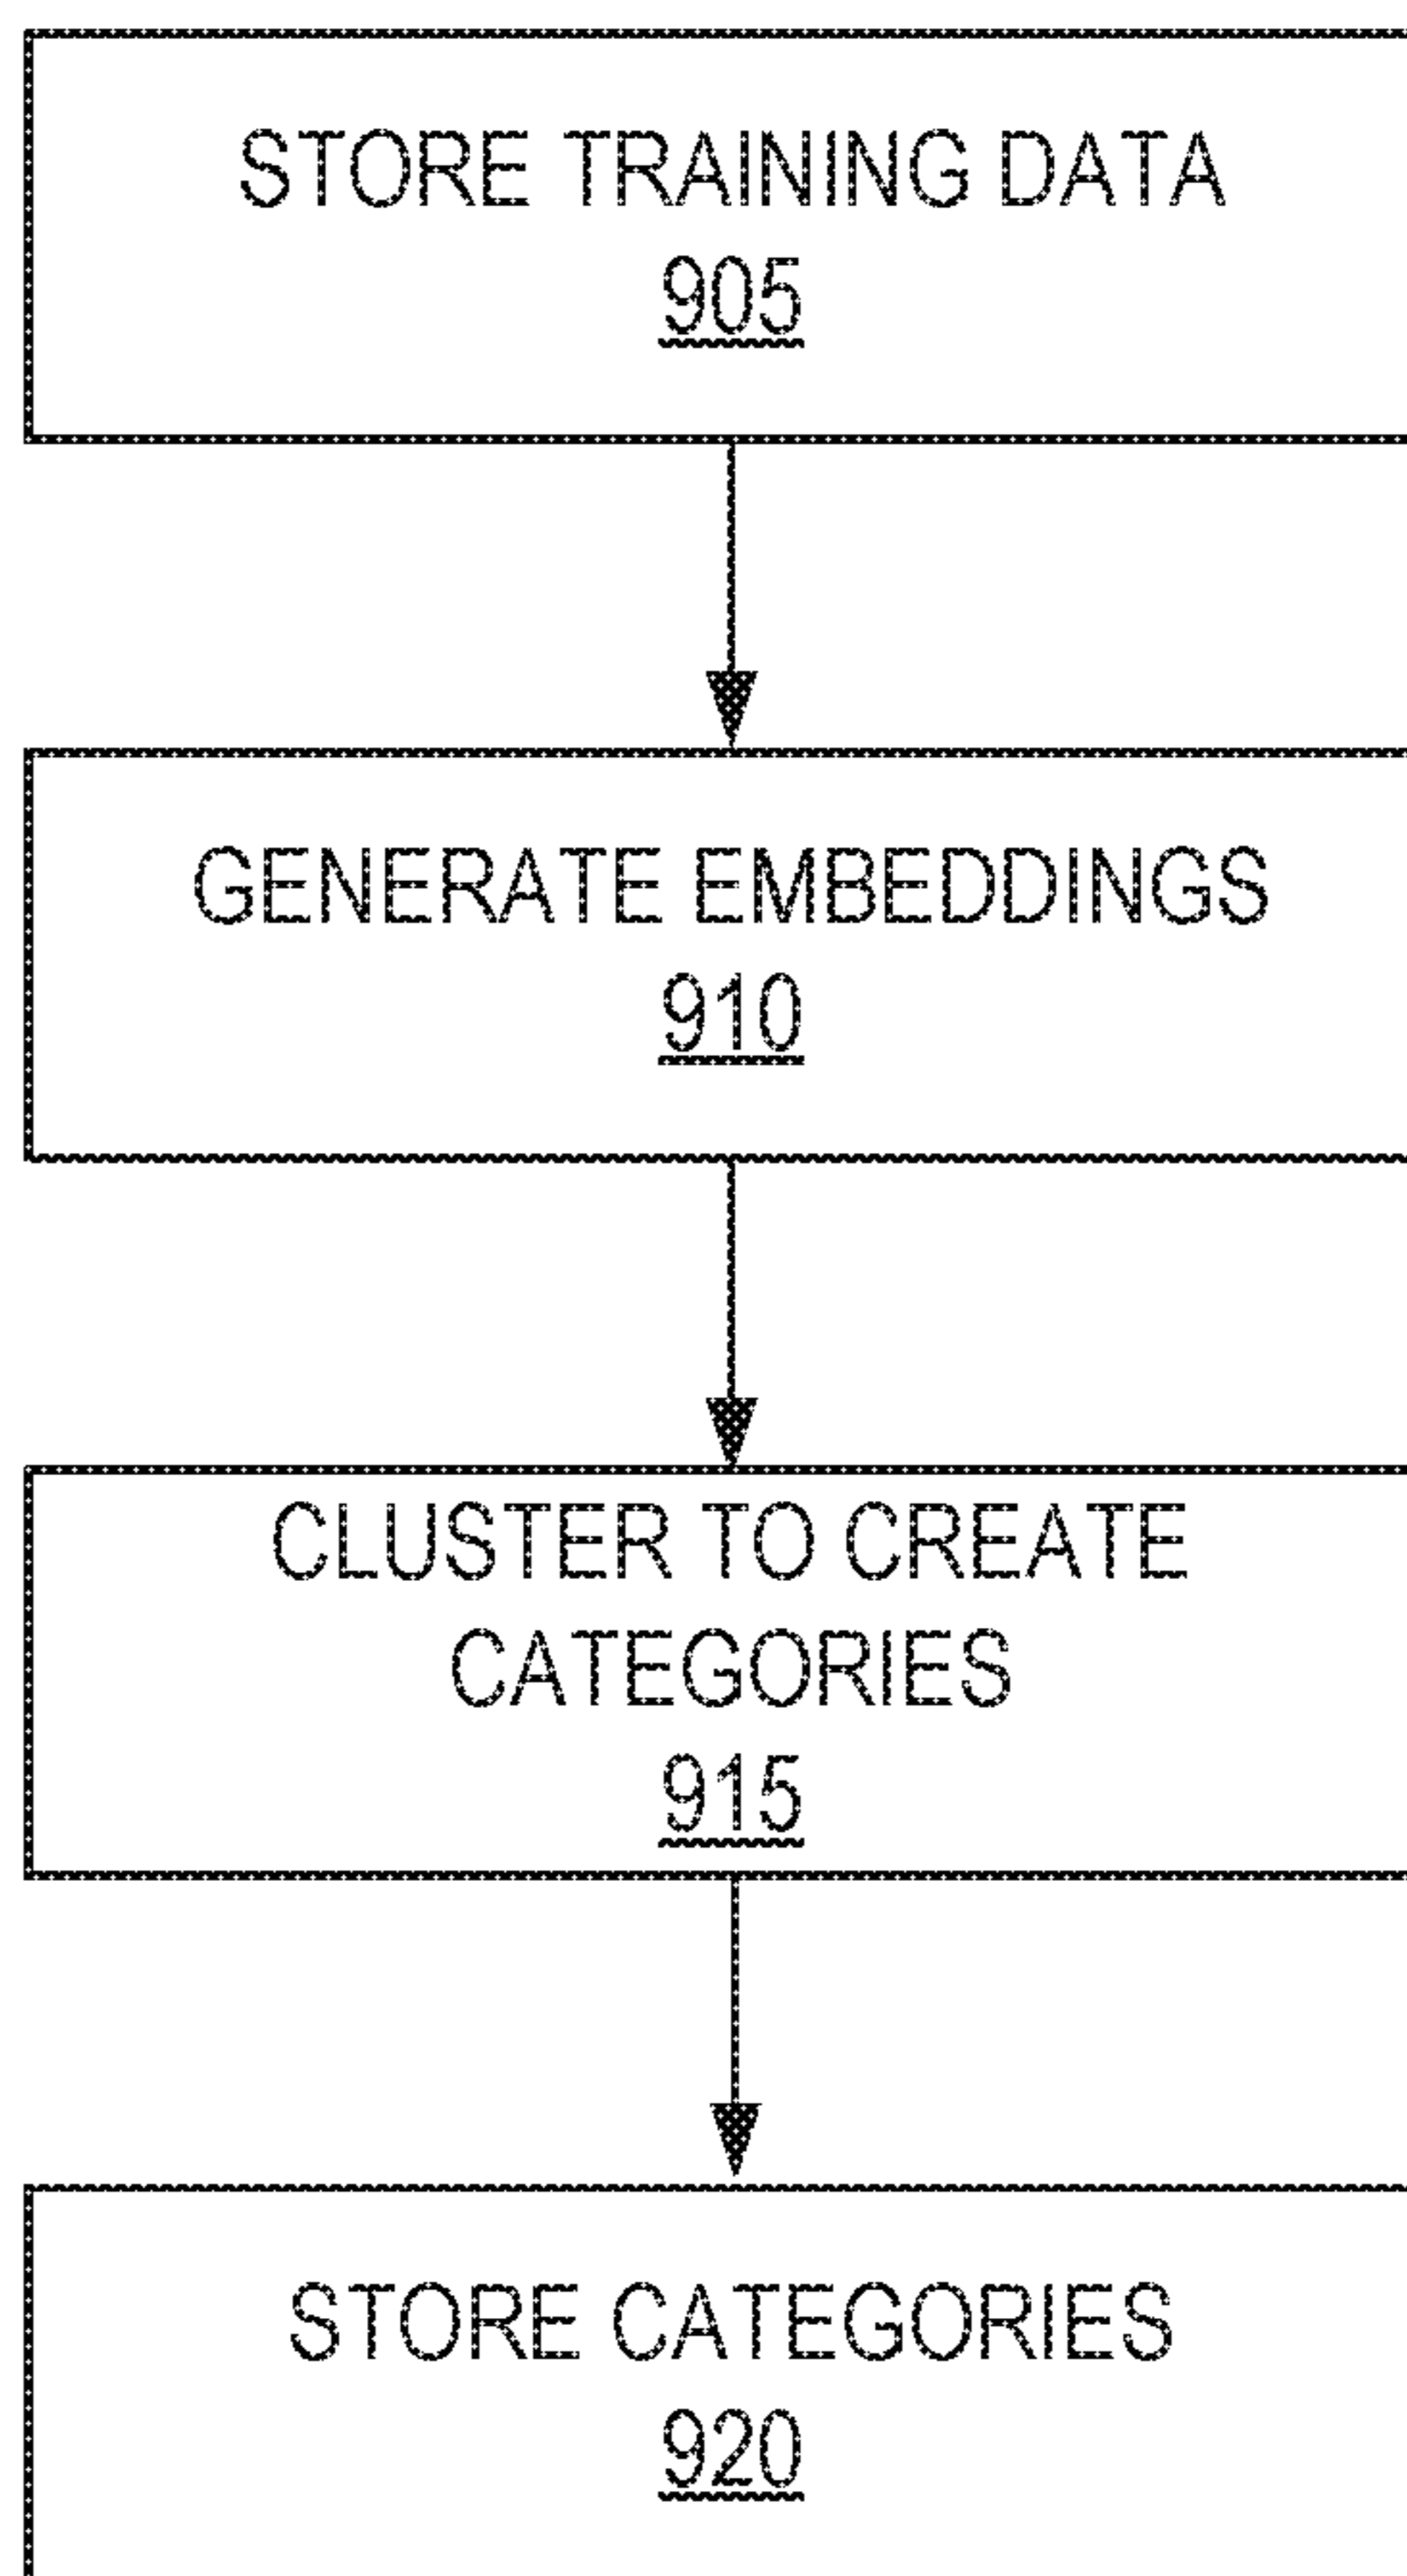 STORE TRAINING DATA
905
GENERATE EMBEDDINGS
910
CLUSTER TO CREATE
CATEGORIES
915
STORE CATEGORIES
920